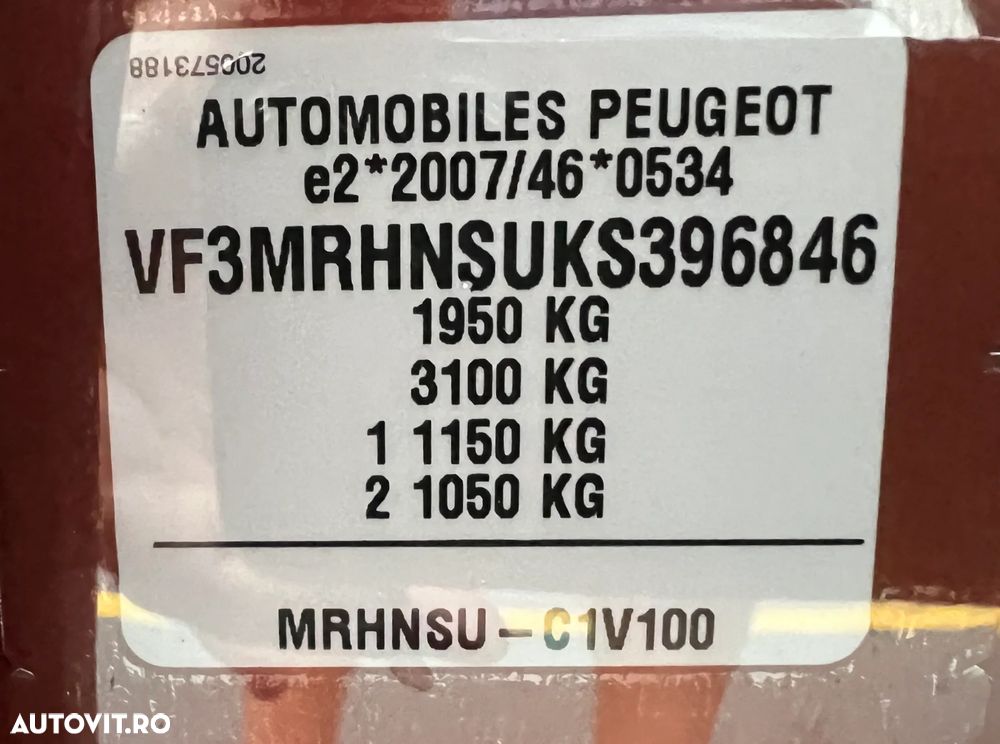 200573188
AUTOMOBILES PEUGEOT
e2*2007/46*0534
VF3MRHNSUKS396846
1950 KG
3100 KG
1 1150 KG
2 1050 KG
MRHNSU - C1V100
AUTOVIT.RO